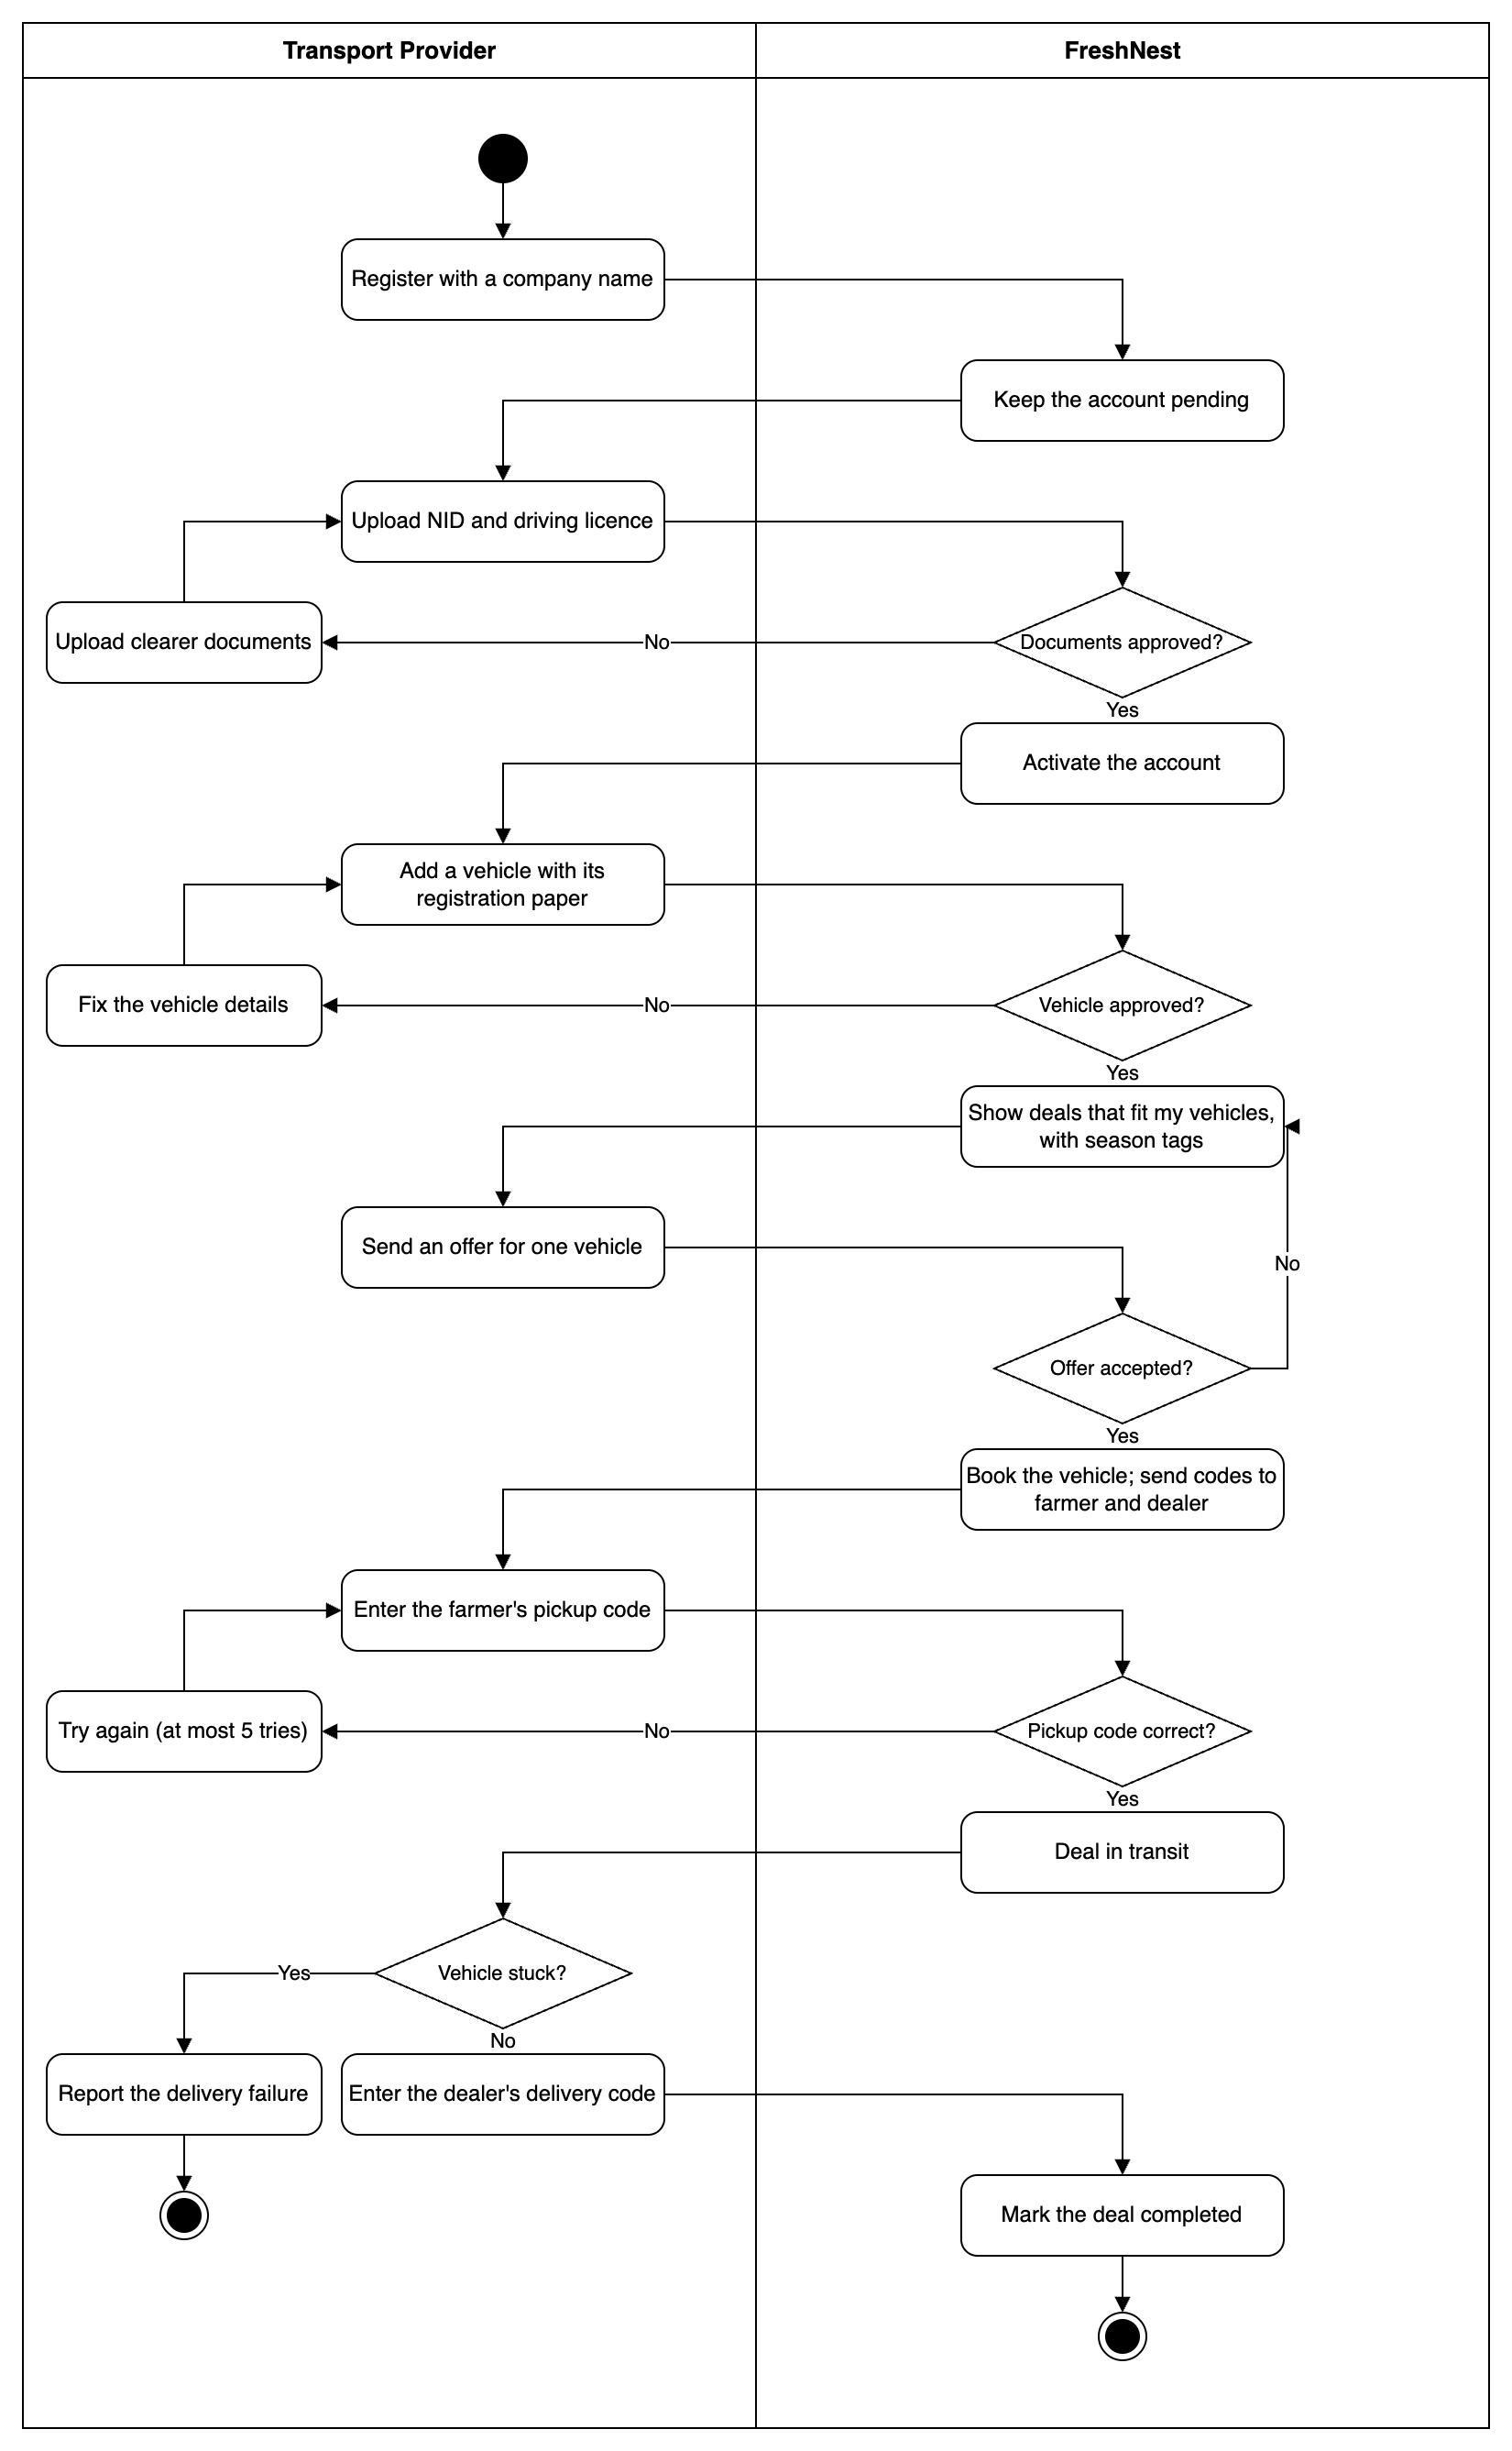 Transport Provider
FreshNest
Register with a company name
Keep the account pending
Upload NID and driving licence
Upload clearer documents
No
Documents approved?
Yes
Activate the account
Add a vehicle with its
registration paper
Fix the vehicle details
No
Vehicle approved?
Yes
Show deals that fit my vehicles,
with season tags
Send an offer for one vehicle
No
Offer accepted?
Yes
Book the vehicle; send codes to
farmer and dealer
Enter the farmer's pickup code
Try again (at most 5 tries)
No
Pickup code correct?
Yes
Deal in transit
Yes
Vehicle stuck?
No
Report the delivery failure
Enter the dealer's delivery code
Mark the deal completed